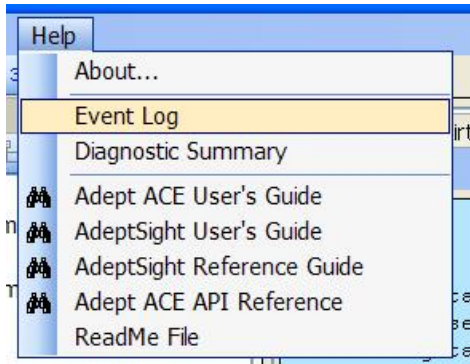 Help
About...
Event Log
Diagnostic Summary
Adept ACE User's Guide
AdeptSight User's Guide
AdeptSight Reference Guide
Adept ACE API Reference
ReadMe File